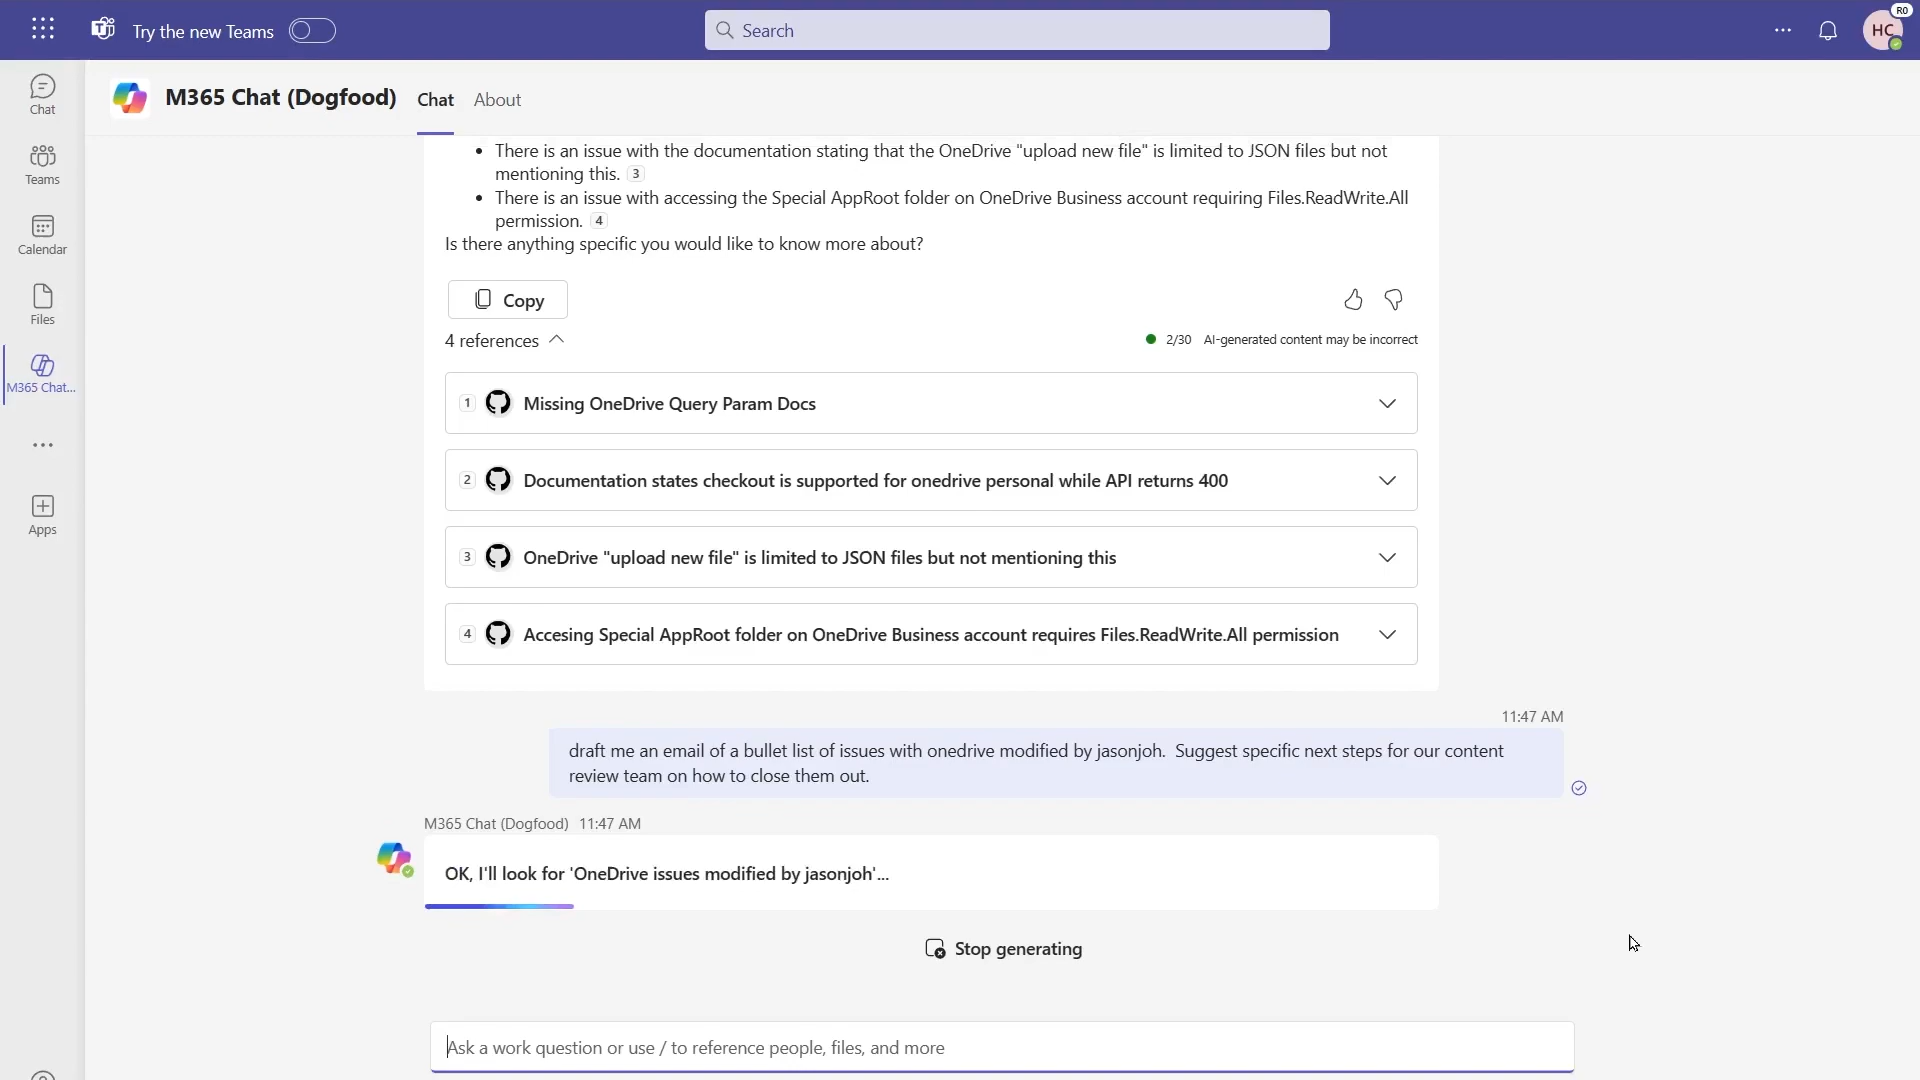 Try the new Teams
Search
RO
HC
Chat
Teams
Calendar
Files
M365 Chat...
Apps
M365 Chat (Dogfood)
Chat
About
• There is an issue with the documentation stating that the OneDrive "upload new file" is limited to JSON files but not
mentioning this. 3
• There is an issue with accessing the Special AppRoot folder on OneDrive Business account requiring Files.ReadWrite.All
permission. 4
Is there anything specific you would like to know more about?
Copy
4 references
2/30 AI-generated content may be incorrect
1 Missing OneDrive Query Param Docs
2 Documentation states checkout is supported for onedrive personal while API returns 400
3 OneDrive "upload new file" is limited to JSON files but not mentioning this
4 Accesing Special AppRoot folder on OneDrive Business account requires Files.ReadWrite.All permission
11:47 AM
draft me an email of a bullet list of issues with onedrive modified by jasonjoh. Suggest specific next steps for our content
review team on how to close them out.
M365 Chat (Dogfood) 11:47 AM
OK, I'll look for 'OneDrive issues modified by jasonjoh'...
Stop generating
Ask a work question or use / to reference people, files, and more